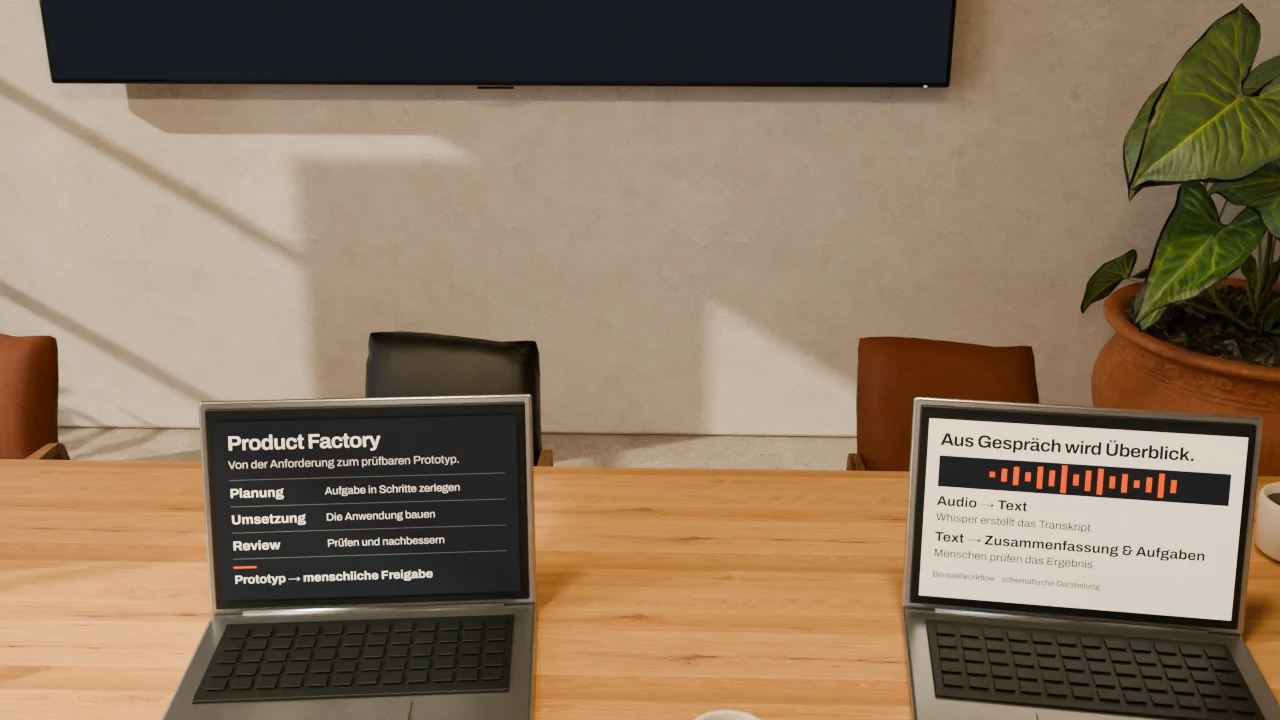 Product Factory
Von der Anforderung zum prüfbaren Prototyp.
Planung Aufgabe in Schritte zerlegen
Umsetzung Die Anwendung bauen
Review Prüfen und nachbessern
Prototyp → menschliche Freigabe
Aus Gespräch wird Überblick.
Audio → Text
Whisper erstellt das Transkript.
Text → Zusammenfassung & Aufgaben
Menschen prüfen das Ergebnis.
Beispielworkflow · schematische Darstellung